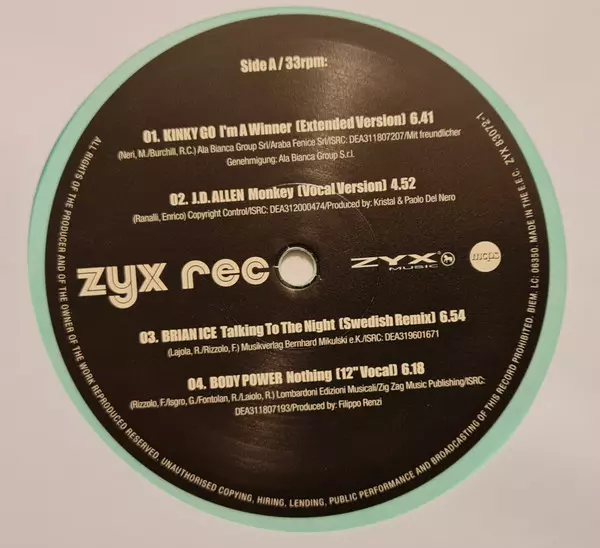 Side A / 33rpm:
01. KINKY GO I'm A Winner (Extended Version) 6.41
(Neri, M./Burchill, R.C.) Ala Bianca Group Srl/Araba Fenice Srl/ISRC: DEA311807207/Mit freundlicher
Genehmigung: Ala Bianca Group S.r.l.
02. J.D. ALLEN Monkey (Vocal Version) 4.52
(Ranalli, Enrico) Copyright Control/ISRC: DEA312000474/Produced by: Kristal & Paolo Del Nero
zyx rec
ZYX®
MUSIC
mcps
03. BRIAN ICE Talking To The Night (Swedish Remix) 6.54
(Lajola, R./Rizzolo, F.) Musikverlag Bernhard Mikulski e.K./ISRC: DEA319601671
04. BODY POWER Nothing (12" Vocal) 6.18
(Rizzolo, F./Isgro, G./Fontolan, R./Laiolo, R.) Lombardoni Edizioni Musicali/Zig Zag Music Publishing/ISRC:
DEA311807193/Produced by: Filippo Renzi
ALL RIGHTS OF THE PRODUCER AND OF THE OWNER OF THE WORK REPRODUCED RESERVED. UNAUTHORISED COPYING, HIRING, LENDING, PUBLIC PERFORMANCE AND BROADCASTING OF THIS RECORD PROHIBITED. BIEM. LC: 06350. MADE IN THE E.E.C. ZYX 83072-1